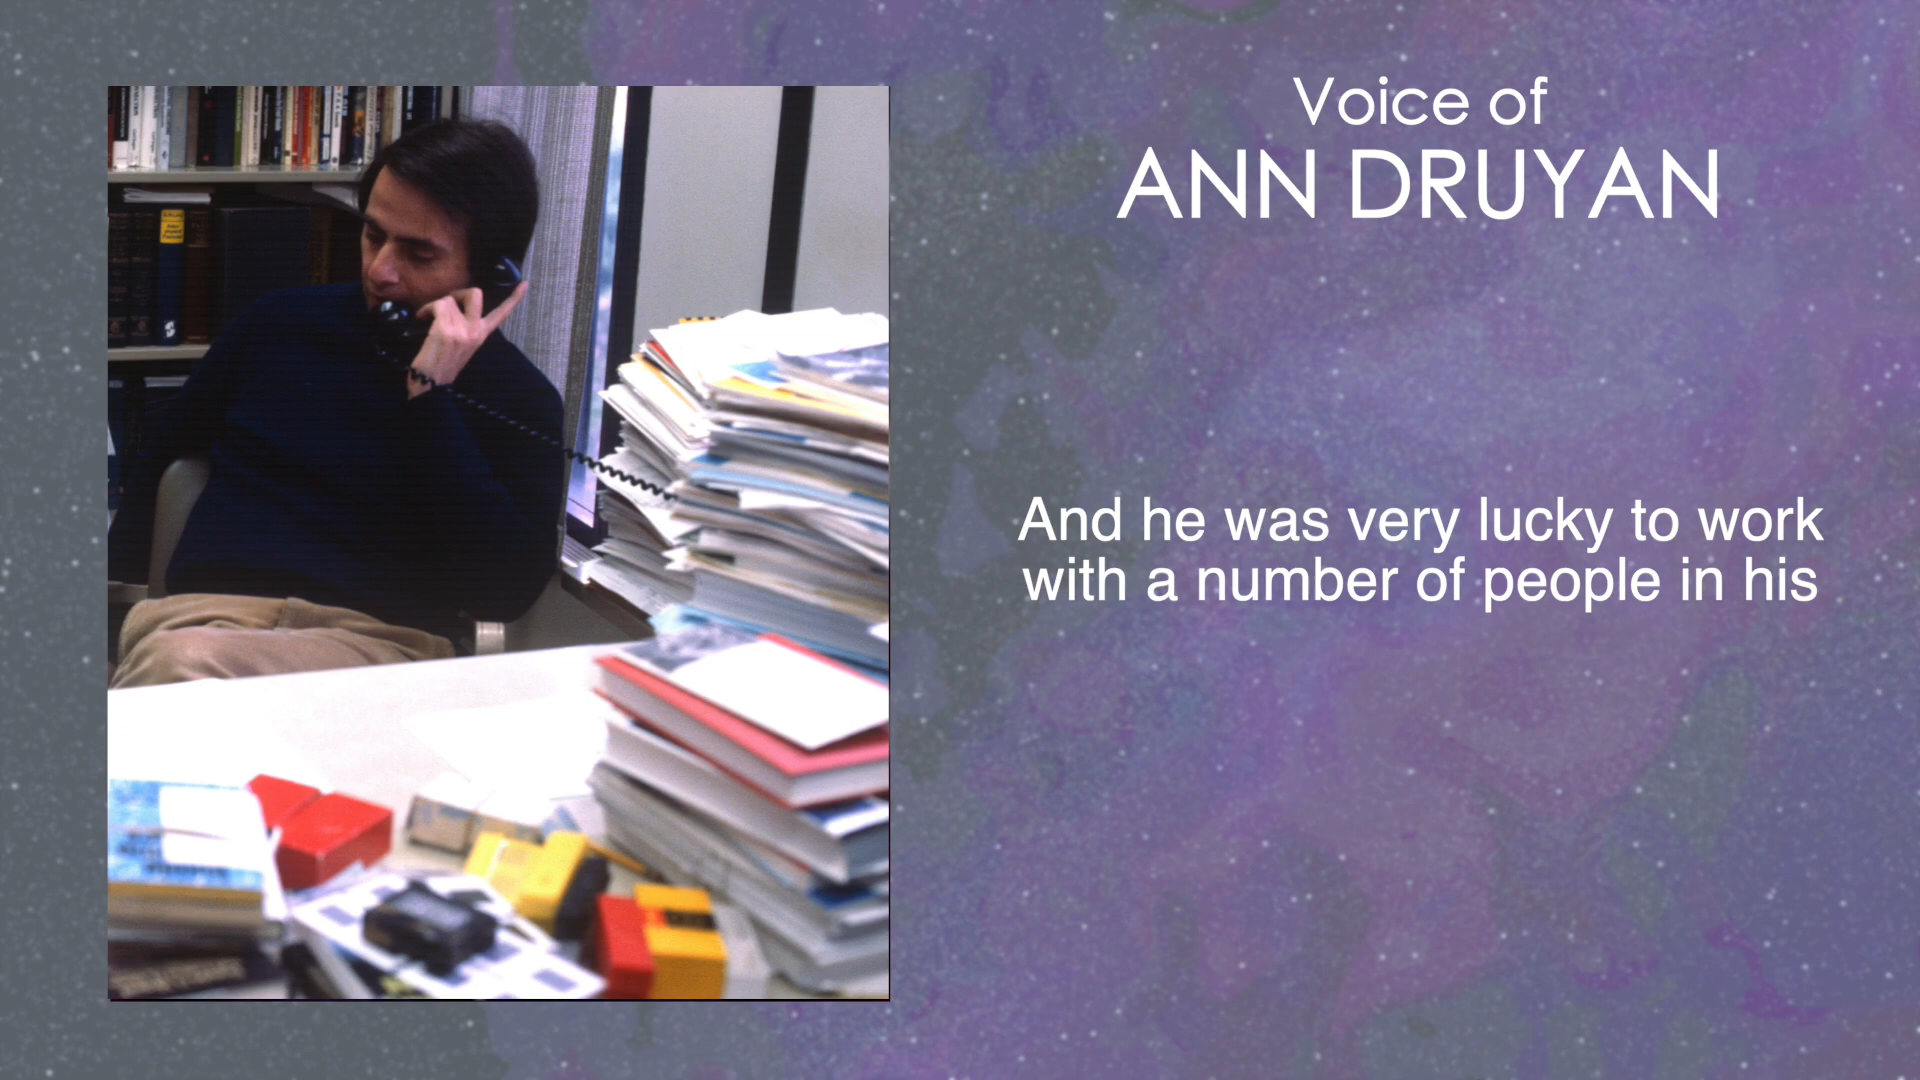 Voice of
ANN DRUYAN
And he was very lucky to work
with a number of people in his